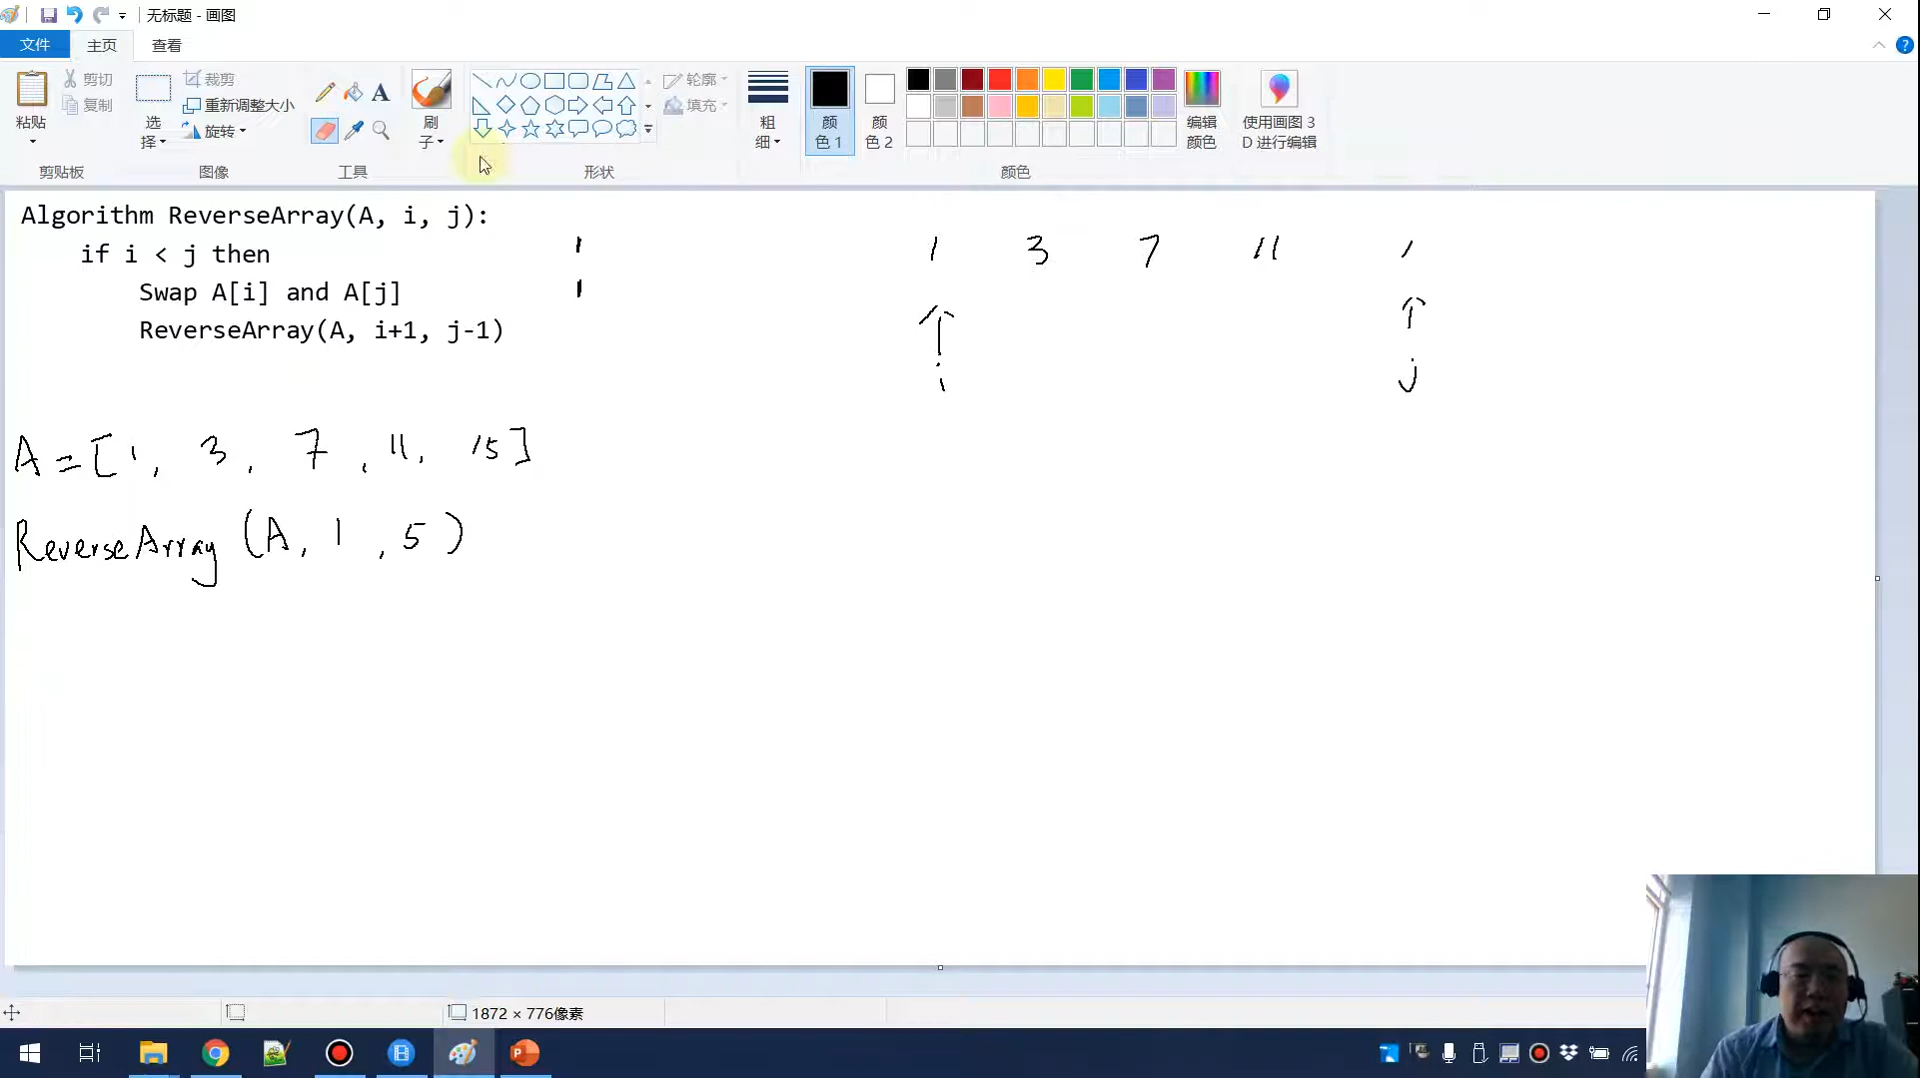 无标题 - 画图
文件 主页 查看
粘贴 剪切 复制 剪贴板
选择 裁剪 重新调整大小 旋转 图像
A 工具
刷子
形状 轮廓 填充
粗细
颜色 1 颜色 2 编辑颜色 颜色
使用画图 3D 进行编辑
Algorithm ReverseArray(A, i, j):
if i < j then
Swap A[i] and A[j]
ReverseArray(A, i+1, j-1)
1
1
1 3 7 11
i j
A = [1, 3, 7, 11, 15]
ReverseArray (A, 1, 5)
1872 × 776像素